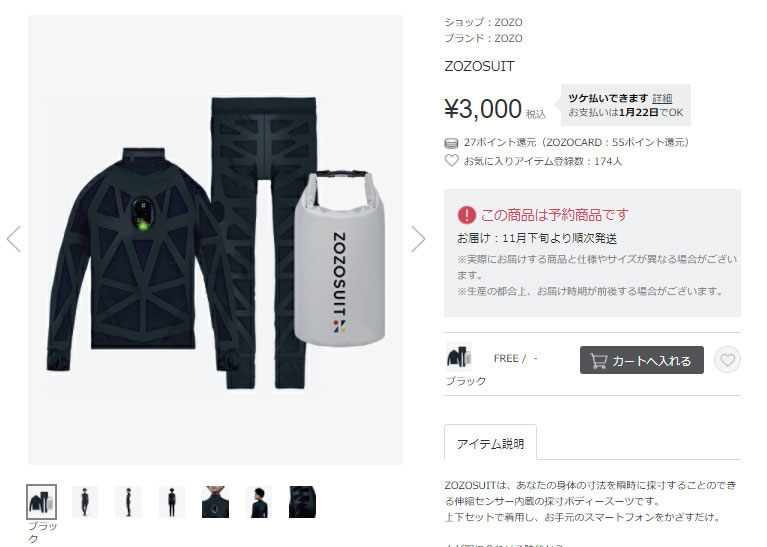 ショップ：ZOZO
ブランド：ZOZO
ZOZOSUIT
¥3,000 税込
ツケ払いできます 詳細
お支払いは1月22日でOK
27ポイント還元（ZOZOCARD：55ポイント還元）
お気に入りアイテム登録数：174人
この商品は予約商品です
お届け：11月下旬より順次発送
※実際にお届けする商品と仕様やサイズが異なる場合がござい
ます。
※生産の都合上、お届け時期が前後する場合がございます。
ZOZOSUIT
FREE / -
カートへ入れる
ブラック
アイテム説明
ZOZOSUITは、あなたの身体の寸法を瞬時に採寸することのでき
る伸縮センサー内蔵の採寸ボディースーツです。
上下セットで着用し、お手元のスマートフォンをかざすだけ。
ブラッ
ク